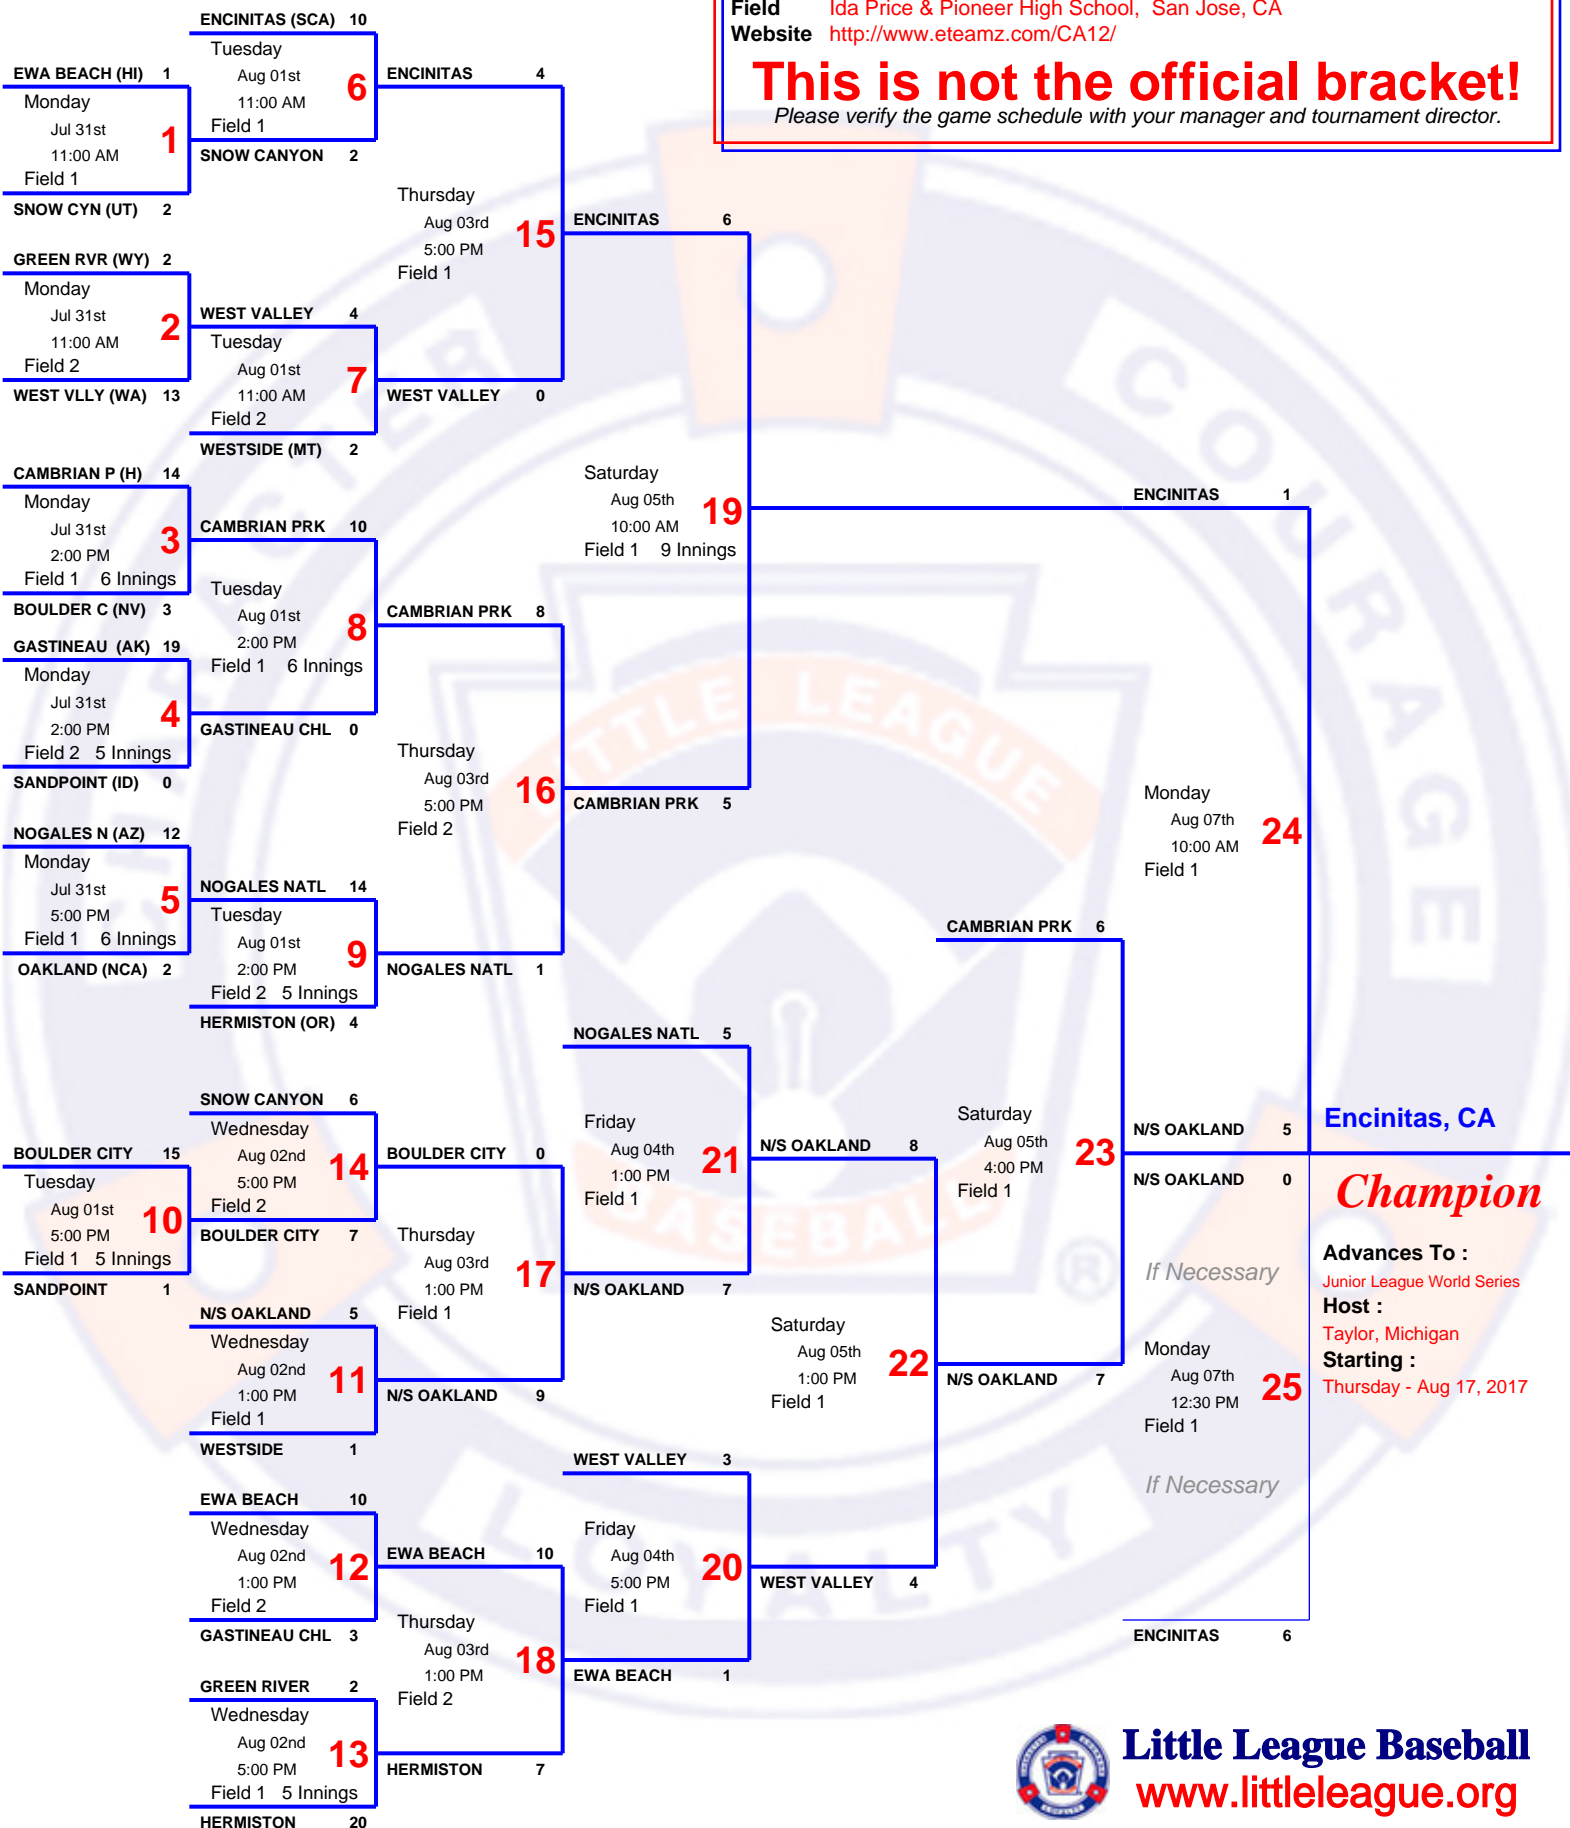 Field Ida Price & Pioneer High School, San Jose, CA
Website http://www.eteamz.com/CA12/
This is not the official bracket!
Please verify the game schedule with your manager and tournament director.
EWA BEACH (HI) 1
Monday
Jul 31st
11:00 AM
Field 1
1
SNOW CYN (UT) 2
GREEN RVR (WY) 2
Monday
Jul 31st
11:00 AM
Field 2
2
WEST VLLY (WA) 13
CAMBRIAN P (H) 14
Monday
Jul 31st
2:00 PM
Field 1 6 Innings
3
BOULDER C (NV) 3
GASTINEAU (AK) 19
Monday
Jul 31st
2:00 PM
Field 2 5 Innings
4
SANDPOINT (ID) 0
NOGALES N (AZ) 12
Monday
Jul 31st
5:00 PM
Field 1 6 Innings
5
OAKLAND (NCA) 2
BOULDER CITY 15
Tuesday
Aug 01st
5:00 PM
Field 1 5 Innings
10
SANDPOINT 1
ENCINITAS (SCA) 10
Tuesday
Aug 01st
11:00 AM
Field 1
6
SNOW CANYON 2
WEST VALLEY 4
Tuesday
Aug 01st
11:00 AM
Field 2
7
WESTSIDE (MT) 2
CAMBRIAN PRK 10
Tuesday
Aug 01st
2:00 PM
Field 1 6 Innings
8
GASTINEAU CHL 0
NOGALES NATL 14
Tuesday
Aug 01st
2:00 PM
Field 2 5 Innings
9
HERMISTON (OR) 4
SNOW CANYON 6
Wednesday
Aug 02nd
5:00 PM
Field 2
14
BOULDER CITY 7
N/S OAKLAND 5
Wednesday
Aug 02nd
1:00 PM
Field 1
11
WESTSIDE 1
EWA BEACH 10
Wednesday
Aug 02nd
1:00 PM
Field 2
12
GASTINEAU CHL 3
GREEN RIVER 2
Wednesday
Aug 02nd
5:00 PM
Field 1 5 Innings
13
HERMISTON 20
ENCINITAS 4
Thursday
Aug 03rd
5:00 PM
Field 1
15
WEST VALLEY 0
CAMBRIAN PRK 8
Thursday
Aug 03rd
5:00 PM
Field 2
16
NOGALES NATL 1
BOULDER CITY 0
Thursday
Aug 03rd
1:00 PM
Field 1
17
N/S OAKLAND 9
EWA BEACH 10
Thursday
Aug 03rd
1:00 PM
Field 2
18
HERMISTON 7
ENCINITAS 6
Saturday
Aug 05th
10:00 AM
Field 1 9 Innings
19
CAMBRIAN PRK 5
NOGALES NATL 5
Friday
Aug 04th
1:00 PM
Field 1
21
N/S OAKLAND 7
WEST VALLEY 3
Friday
Aug 04th
5:00 PM
Field 1
20
EWA BEACH 1
N/S OAKLAND 8
Saturday
Aug 05th
1:00 PM
Field 1
22
WEST VALLEY 4
CAMBRIAN PRK 6
Saturday
Aug 05th
4:00 PM
Field 1
23
N/S OAKLAND 7
ENCINITAS 1
Monday
Aug 07th
10:00 AM
Field 1
24
N/S OAKLAND 5
N/S OAKLAND 0
If Necessary
Monday
Aug 07th
12:30 PM
Field 1
25
If Necessary
ENCINITAS 6
Encinitas, CA
Champion
Advances To :
Junior League World Series
Host :
Taylor, Michigan
Starting :
Thursday - Aug 17, 2017
CHARACTER
COURAGE
LOYALTY
LITTLE LEAGUE
BASEBALL
®
Little League Baseball
www.littleleague.org